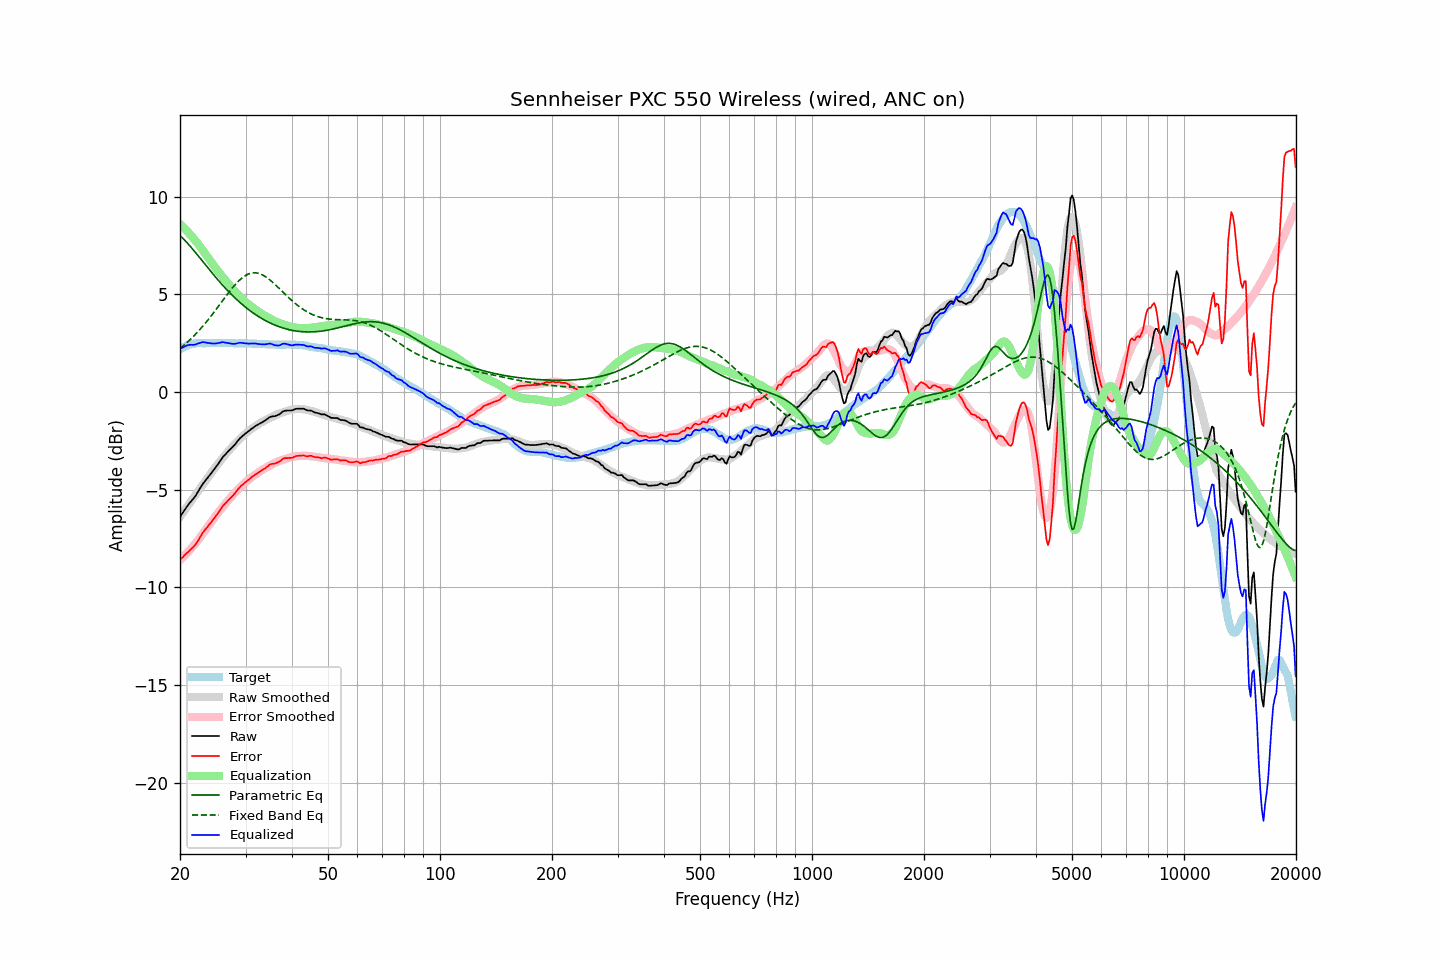 Sennheiser PXC 550 Wireless (wired, ANC on)
Amplitude (dBr)
10
5
0
−5
−10
−15
−20
Target
Raw Smoothed
Error Smoothed
Raw
Error
Equalization
Parametric Eq
Fixed Band Eq
Equalized
20 50 100 200 500 1000 2000 5000 10000 20000
Frequency (Hz)